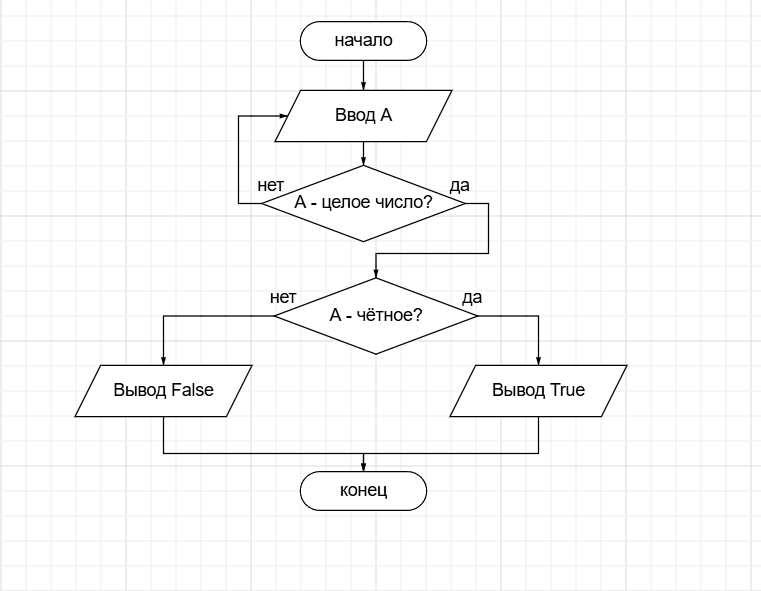 начало
Ввод А
нет
да
А - целое число?
нет
да
А - чётное?
Вывод False
Вывод True
конец